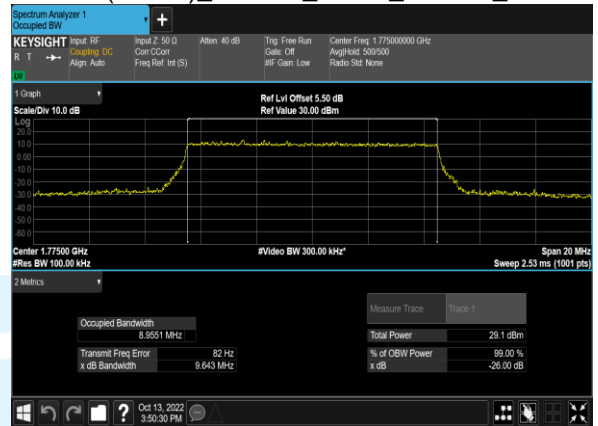 Spectrum Analyzer 1
Occupied BW
KEYSIGHT Input: RF Input Z: 50 Ω Atten: 40 dB Trig: Free Run Center Freq: 1.775000000 GHz
R T Coupling: DC Corr CCorr Gate: Off Avg|Hold: 500/500
Align: Auto Freq Ref: Int (S) #IF Gain: Low Radio Std: None
LU
1 Graph
Ref Lvl Offset 5.50 dB
Scale/Div 10.0 dB Ref Value 30.00 dBm
Log
20.0
10.0
0.00
-10.0
-20.0
-30.0
-40.0
-50.0
-60.0
Center 1.77500 GHz #Video BW 300.00 kHz* Span 20 MHz
#Res BW 100.00 kHz Sweep 2.53 ms (1001 pts)
2 Metrics
Measure Trace Trace 1
Occupied Bandwidth
8.9551 MHz Total Power 29.1 dBm
Transmit Freq Error 82 Hz % of OBW Power 99.00 %
x dB Bandwidth 9.643 MHz x dB -26.00 dB
? Oct 13, 2022
3:50:30 PM